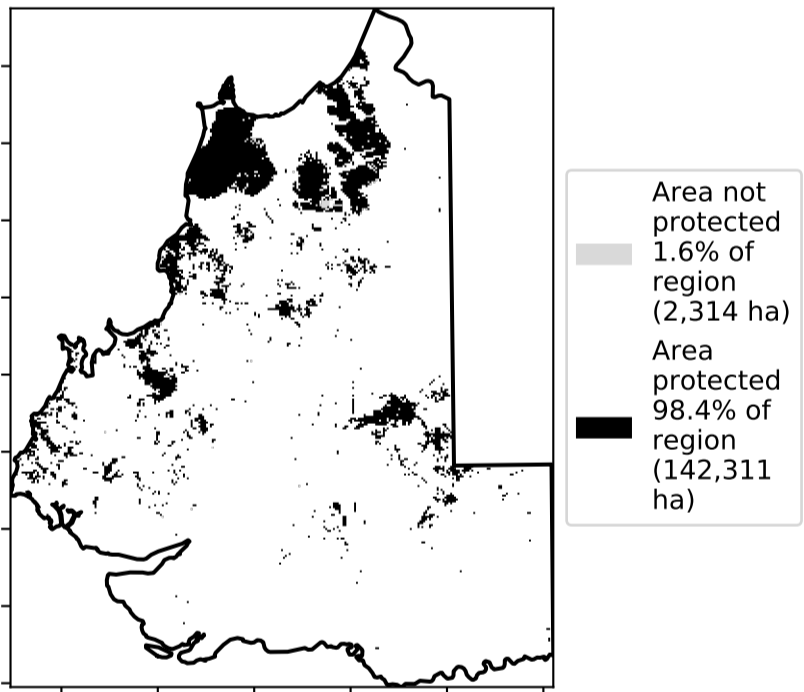 Area not
protected
1.6% of
region
(2,314 ha)
Area
protected
98.4% of
region
(142,311
ha)